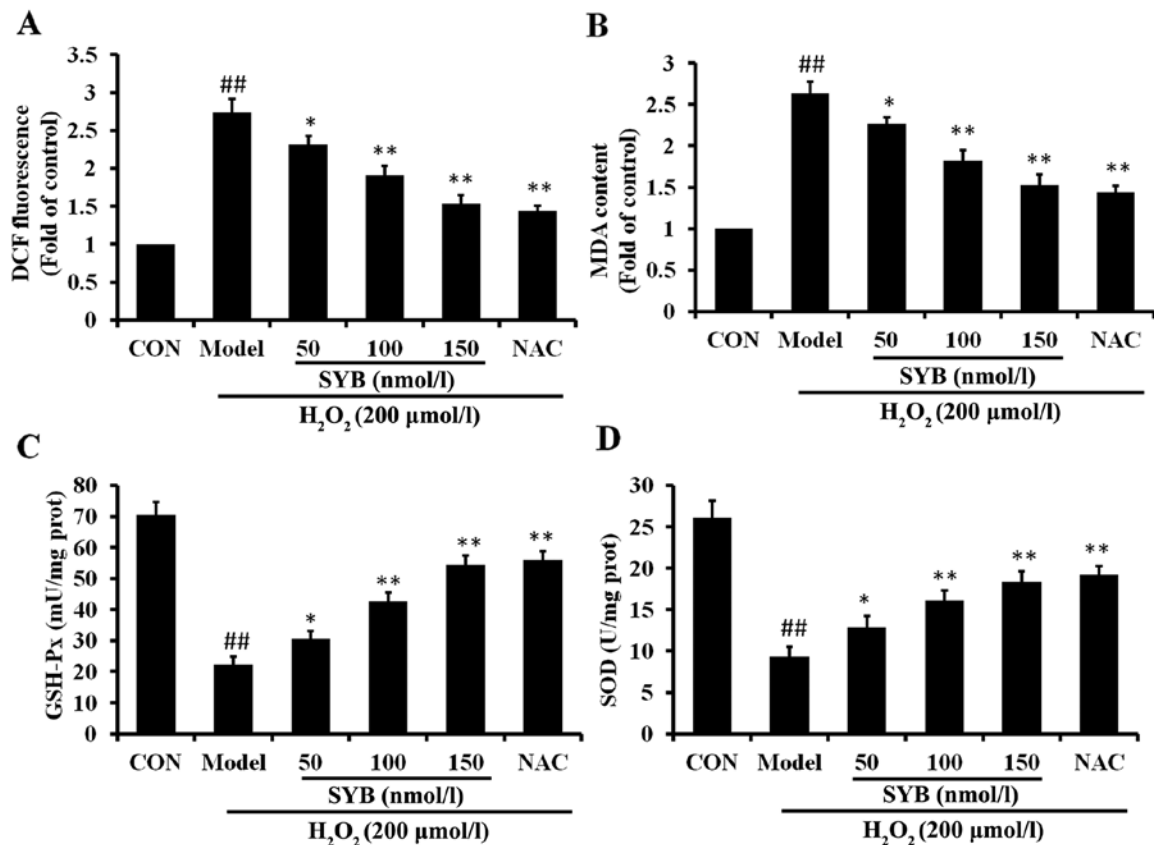 A
DCF fluorescence
(Fold of control)
3.5
3
2.5
2
1.5
1
0.5
0
##
*
**
**
**
CON Model 50 100 150 NAC
SYB (nmol/l)
H₂O₂ (200 μmol/l)
B
MDA content
(Fold of control)
3
2.5
2
1.5
1
0.5
0
##
*
**
**
**
CON Model 50 100 150 NAC
SYB (nmol/l)
H₂O₂ (200 μmol/l)
C
GSH-Px (mU/mg prot)
80
70
60
50
40
30
20
10
0
##
*
**
**
**
CON Model 50 100 150 NAC
SYB (nmol/l)
H₂O₂ (200 μmol/l)
D
SOD (U/mg prot)
30
25
20
15
10
5
0
##
*
**
**
**
CON Model 50 100 150 NAC
SYB (nmol/l)
H₂O₂ (200 μmol/l)